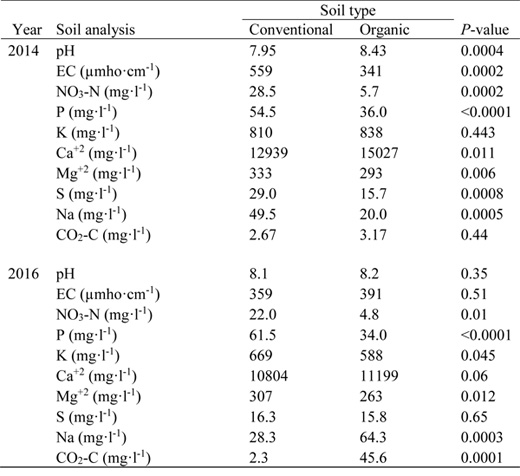 Soil type
Year Soil analysis Conventional Organic P-value
2014 pH 7.95 8.43 0.0004
EC (µmho·cm⁻¹) 559 341 0.0002
NO₃-N (mg·l⁻¹) 28.5 5.7 0.0002
P (mg·l⁻¹) 54.5 36.0 <0.0001
K (mg·l⁻¹) 810 838 0.443
Ca⁺² (mg·l⁻¹) 12939 15027 0.011
Mg⁺² (mg·l⁻¹) 333 293 0.006
S (mg·l⁻¹) 29.0 15.7 0.0008
Na (mg·l⁻¹) 49.5 20.0 0.0005
CO₂-C (mg·l⁻¹) 2.67 3.17 0.44
2016 pH 8.1 8.2 0.35
EC (µmho·cm⁻¹) 359 391 0.51
NO₃-N (mg·l⁻¹) 22.0 4.8 0.01
P (mg·l⁻¹) 61.5 34.0 <0.0001
K (mg·l⁻¹) 669 588 0.045
Ca⁺² (mg·l⁻¹) 10804 11199 0.06
Mg⁺² (mg·l⁻¹) 307 263 0.012
S (mg·l⁻¹) 16.3 15.8 0.65
Na (mg·l⁻¹) 28.3 64.3 0.0003
CO₂-C (mg·l⁻¹) 2.3 45.6 0.0001